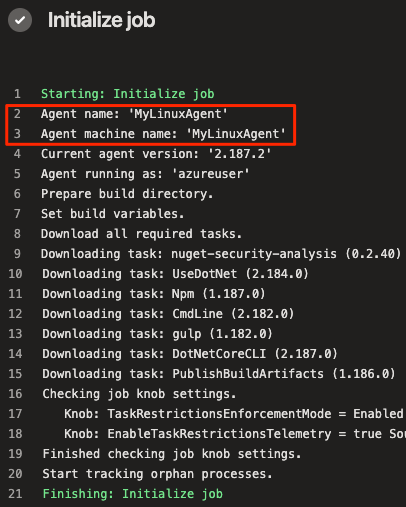 Initialize job
1 Starting: Initialize job
2 Agent name: 'MyLinuxAgent'
3 Agent machine name: 'MyLinuxAgent'
4 Current agent version: '2.187.2'
5 Agent running as: 'azureuser'
6 Prepare build directory.
7 Set build variables.
8 Download all required tasks.
9 Downloading task: nuget-security-analysis (0.2.40)
10 Downloading task: UseDotNet (2.184.0)
11 Downloading task: Npm (1.187.0)
12 Downloading task: CmdLine (2.182.0)
13 Downloading task: gulp (1.182.0)
14 Downloading task: DotNetCoreCLI (2.187.0)
15 Downloading task: PublishBuildArtifacts (1.186.0)
16 Checking job knob settings.
17 Knob: TaskRestrictionsEnforcementMode = Enabled
18 Knob: EnableTaskRestrictionsTelemetry = true Sou
19 Finished checking job knob settings.
20 Start tracking orphan processes.
21 Finishing: Initialize job